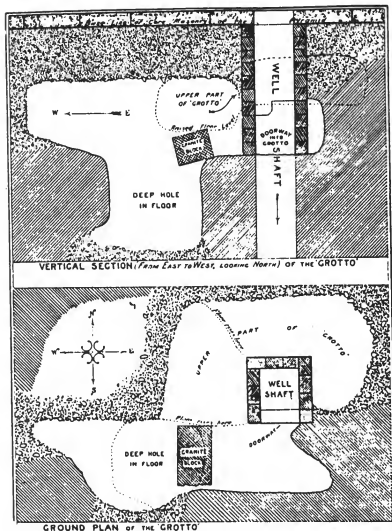 WELL
UPPER PART
OF "GROTTO"
W E
Raised Floor
GRANITE
BLOCK
DOORWAY
INTO
GROTTO
SHAFT
DEEP HOLE
IN FLOOR
VERTICAL SECTION (FROM EAST TO WEST, LOOKING NORTH) OF THE 'GROTTO'
N
W E
S
UPPER PART OF 'GROTTO'
WELL
SHAFT
DOORWAY
DEEP HOLE
IN FLOOR
GRANITE
BLOCK
GROUND PLAN OF THE 'GROTTO'